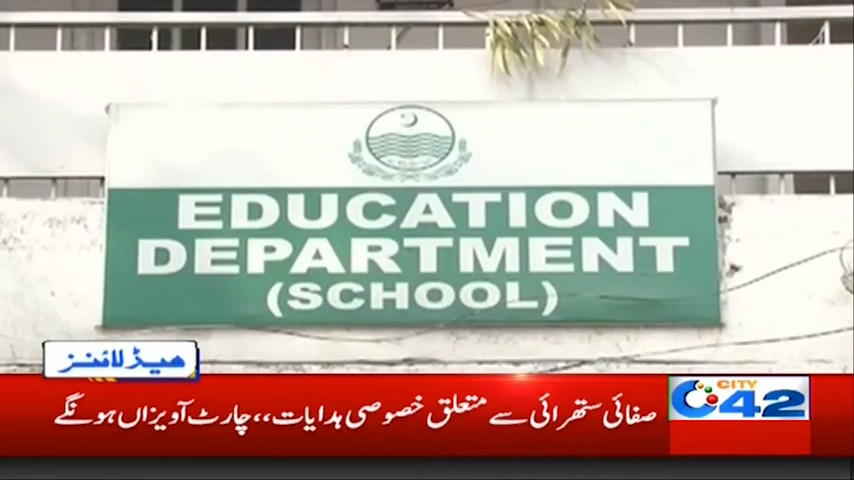 EDUCATION
DEPARTMENT
(SCHOOL)
ہیڈلائنز
صفائی ستھرائی سے متعلق خصوصی ہدایات،، چارٹ آویزاں ہونگے
CITY
42